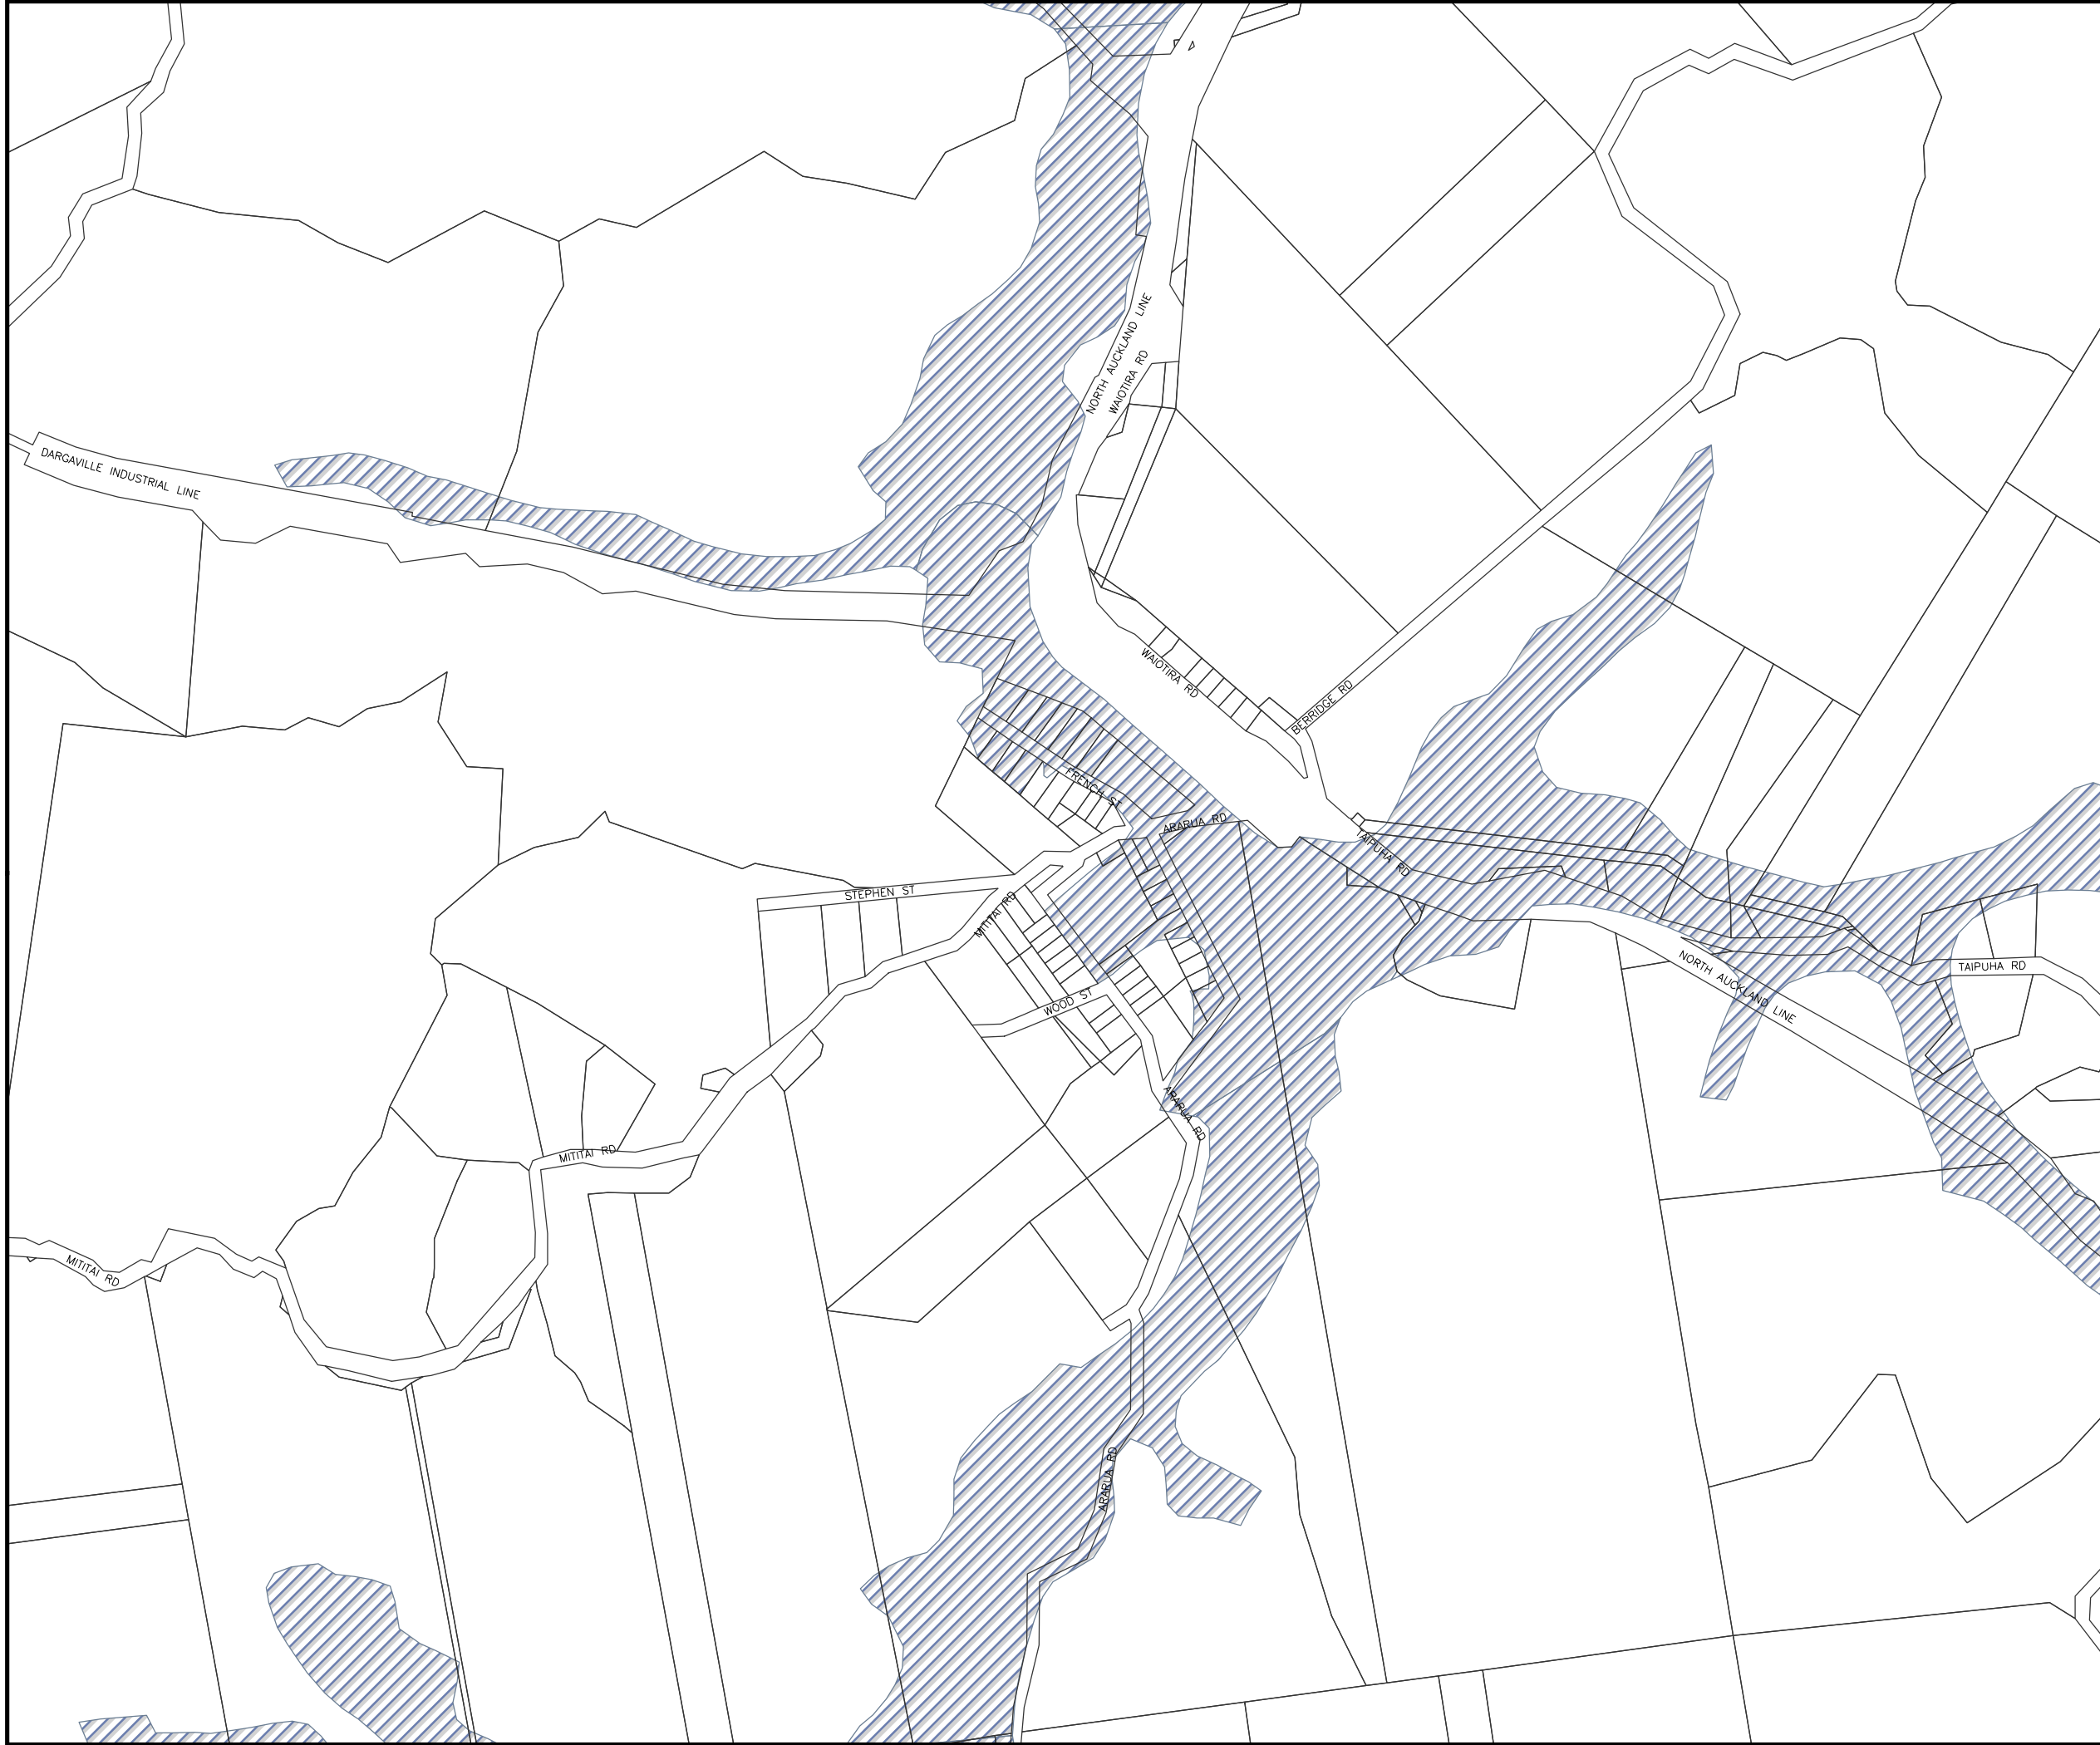 NORTH AUCKLAND LINE
WAIOTIRA RD
DARGAVILLE INDUSTRIAL LINE
WAIOTIRA RD
BERRIDGE RD
FRENCH ST
ARARUA RD
TAIPUHA RD
STEPHEN ST
MITITAI RD
TAIPUHA RD
NORTH AUCKLAND LINE
WOOD ST
ARARUA RD
MITITAI RD
MITITAI RD
ARARUA RD